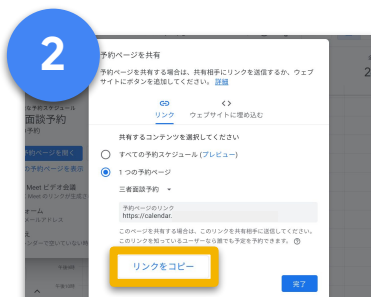 2
予約ページを共有
予約ページを共有する場合は、共有相手にリンクを送信するか、ウェブ
サイトにボタンを追加してください。 詳細
リンク
ウェブサイトに埋め込む
共有するコンテンツを選択してください
すべての予約スケジュール (プレビュー)
1 つの予約ページ
三者面談予約
予約ページのリンク
https://calendar.
このページを共有する場合は、このリンクを共有相手に送信してください。
このリンクを知っているユーザーなら誰でも予定を予約できます。
リンクをコピー
完了
面談予約
予約ページを開く
の予約ページを表示
Meet ビデオ会議
ォーム
ールアドレス
午後9時
午後10時
2